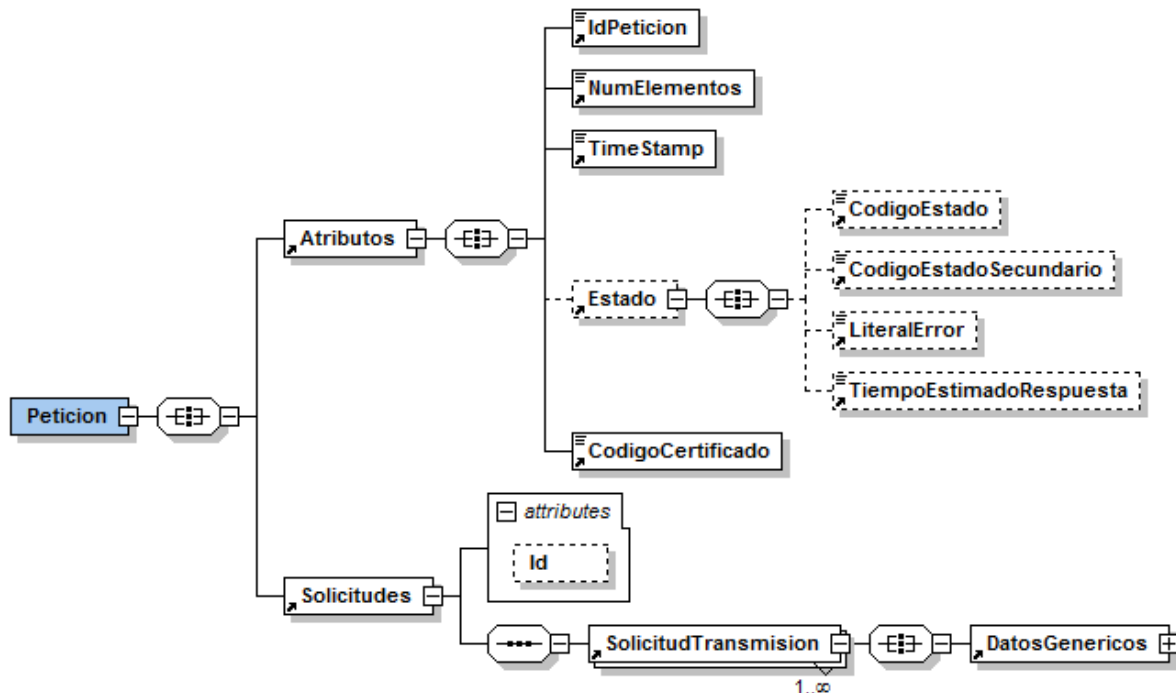 IdPeticion
NumElementos
TimeStamp
CodigoEstado
Atributos
CodigoEstadoSecundario
Estado
LiteralError
TiempoEstimadoRespuesta
Peticion
CodigoCertificado
attributes
Id
Solicitudes
SolicitudTransmision
DatosGenericos
1..∞